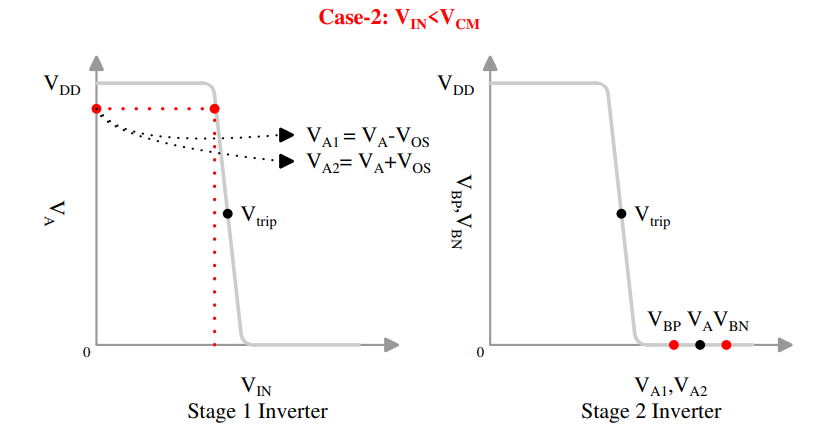 Case-2: V_IN<V_CM
V_DD
V_A1 = V_A-V_OS
V_A2= V_A+V_OS
V_A
V_trip
0
V_IN
Stage 1 Inverter
V_DD
V_BP, V_BN
V_trip
V_BP V_A V_BN
0
V_A1,V_A2
Stage 2 Inverter